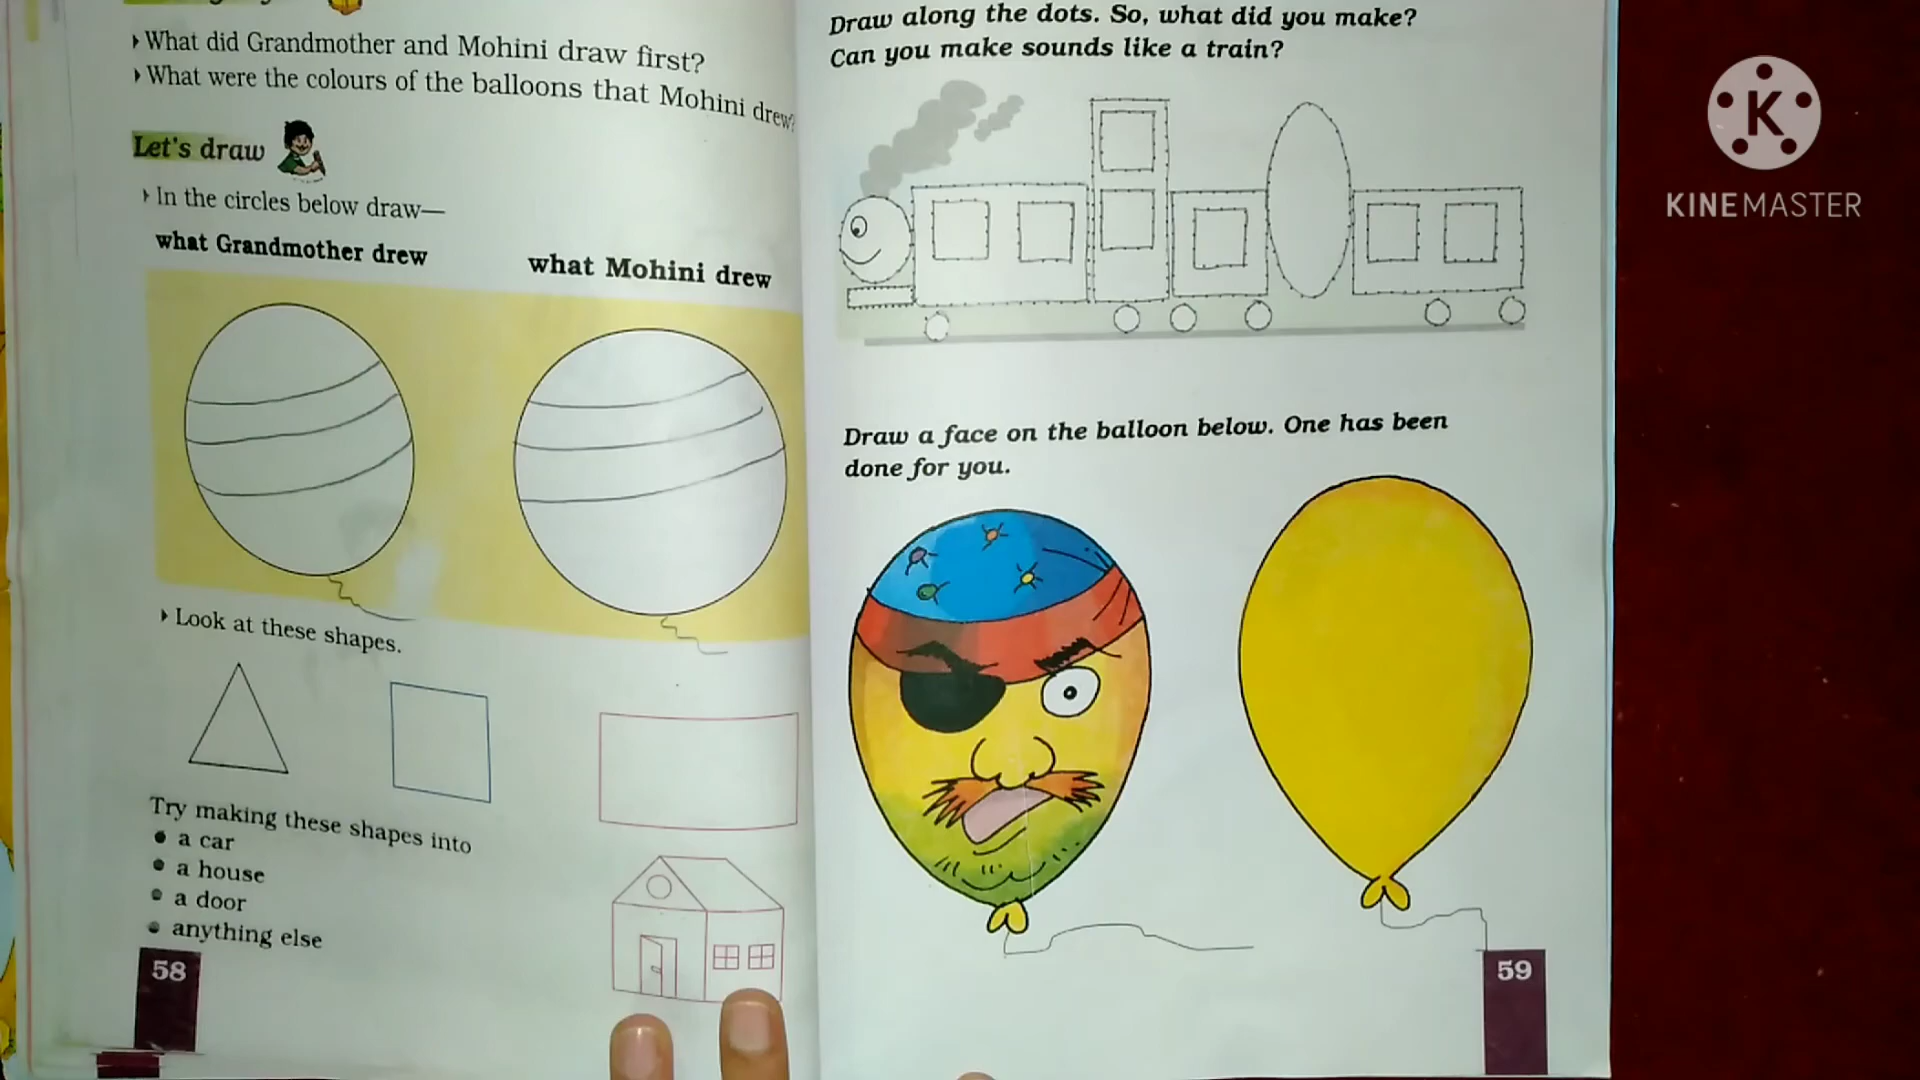 What did Grandmother and Mohini draw first?
What were the colours of the balloons that Mohini drew?
Let's draw
In the circles below draw—
what Grandmother drew
what Mohini drew
Look at these shapes.
Try making these shapes into
a car
a house
a door
anything else
58
Draw along the dots. So, what did you make?
Can you make sounds like a train?
Draw a face on the balloon below. One has been
done for you.
59
K
KINEMASTER